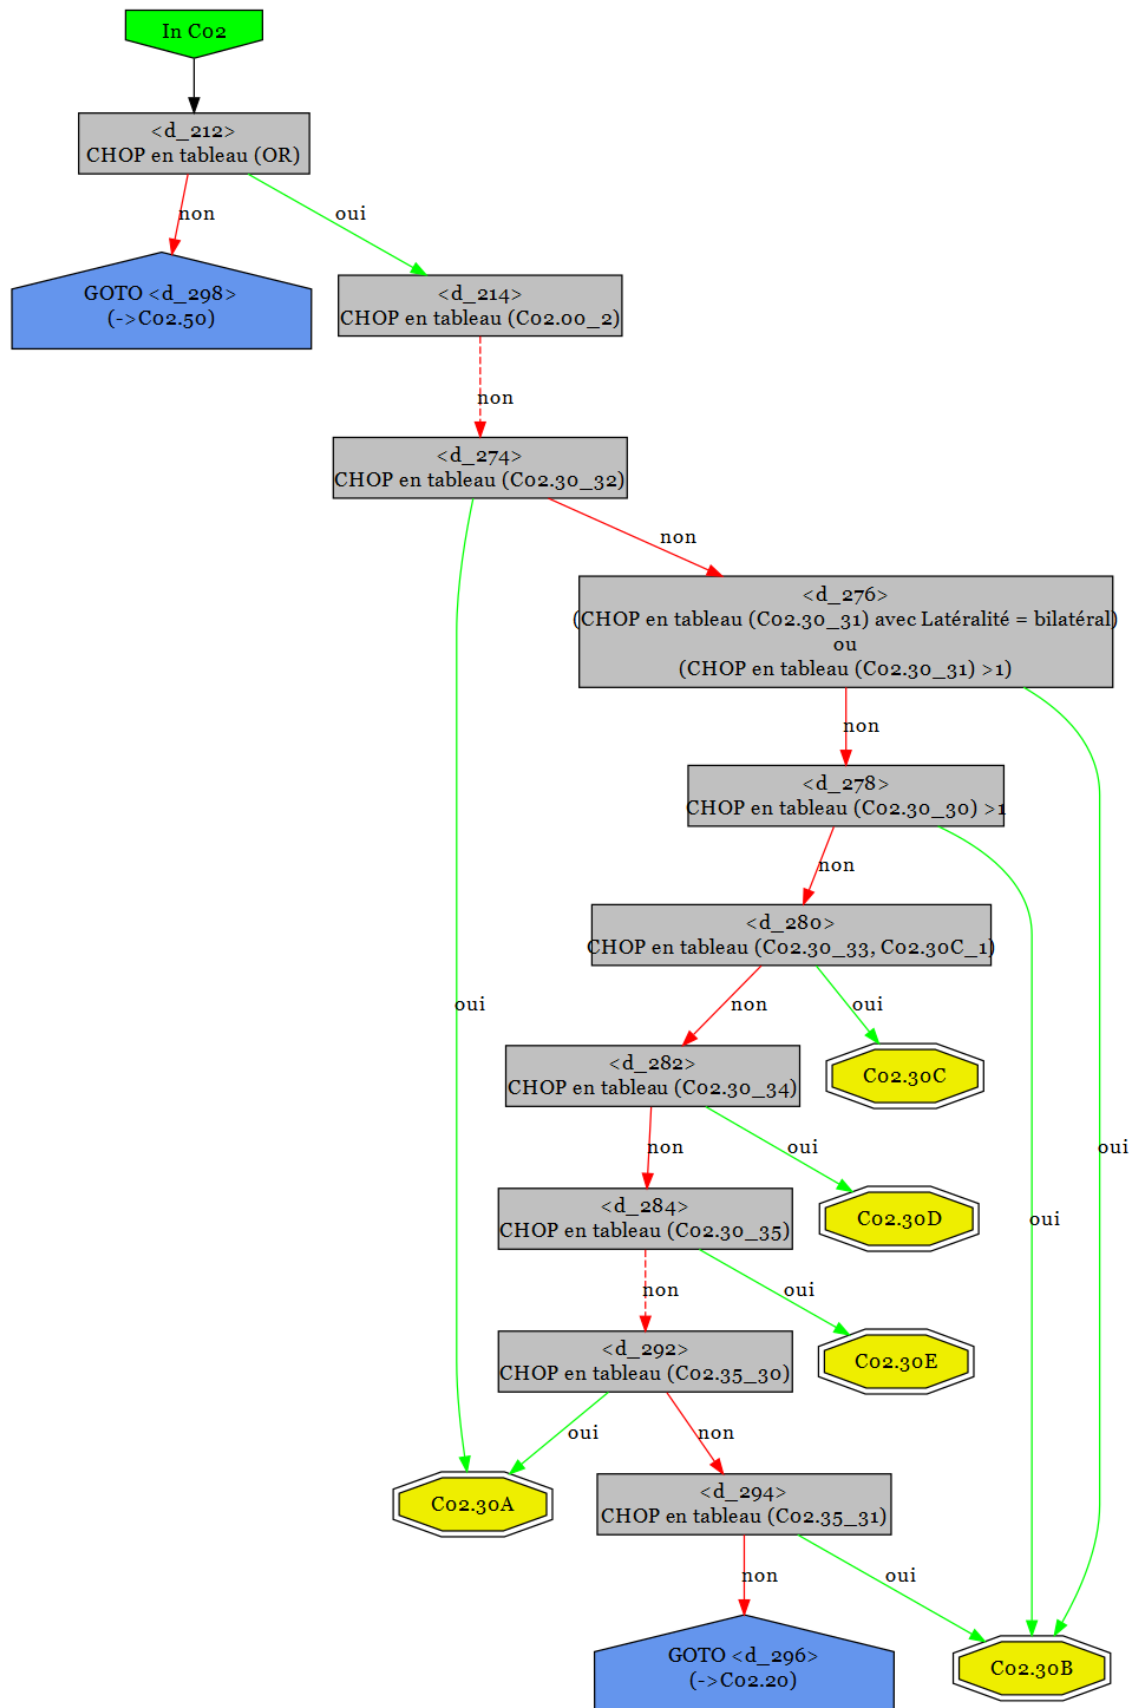 In C02
<d_212>
CHOP en tableau (OR)
non
oui
GOTO <d_298>
(->C02.50)
<d_214>
CHOP en tableau (C02.00_2)
non
<d_274>
CHOP en tableau (C02.30_32)
non
<d_276>
(CHOP en tableau (C02.30_31) avec Latéralité = bilatéral)
ou
(CHOP en tableau (C02.30_31) >1)
non
<d_278>
CHOP en tableau (C02.30_30) >1
non
<d_280>
CHOP en tableau (C02.30_33, C02.30C_1)
oui
non
oui
<d_282>
CHOP en tableau (C02.30_34)
C02.30C
non
oui
oui
<d_284>
CHOP en tableau (C02.30_35)
C02.30D
oui
non
oui
<d_292>
CHOP en tableau (C02.35_30)
C02.30E
oui
non
C02.30A
<d_294>
CHOP en tableau (C02.35_31)
non
oui
GOTO <d_296>
(->C02.20)
C02.30B